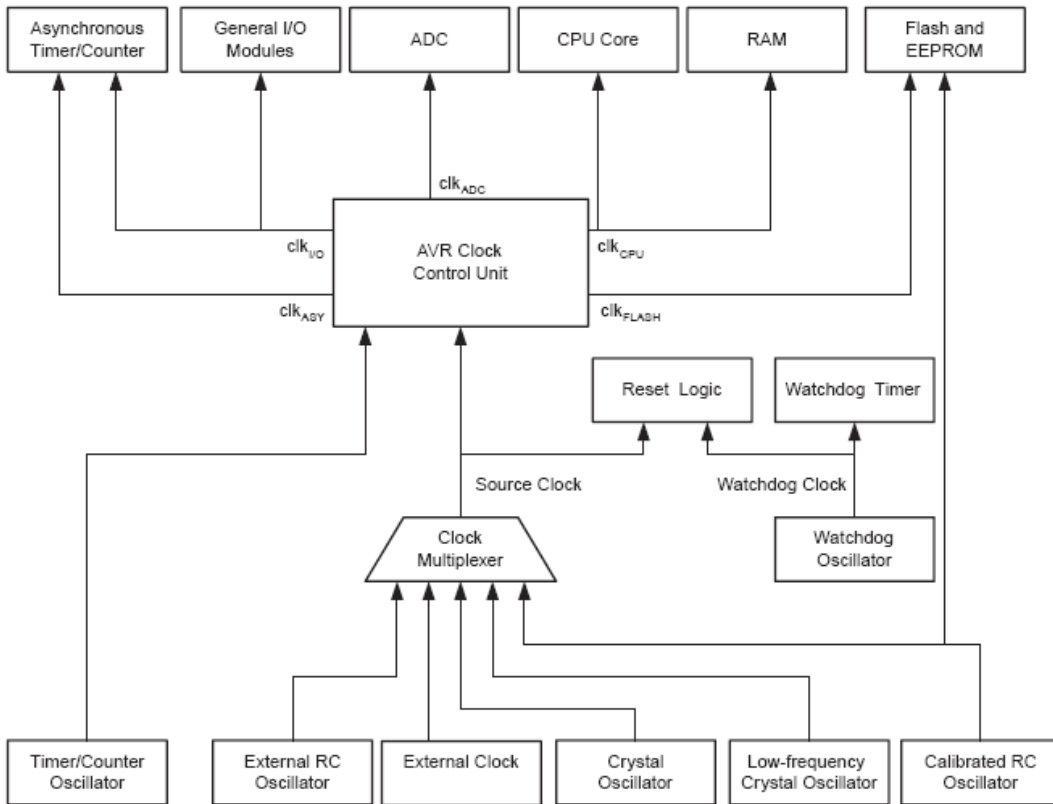 Asynchronous
Timer/Counter
General I/O
Modules
ADC
CPU Core
RAM
Flash and
EEPROM
clkADC
clkI/O
AVR Clock
Control Unit
clkCPU
clkASY
clkFLASH
Reset Logic
Watchdog Timer
Source Clock
Watchdog Clock
Clock
Multiplexer
Watchdog
Oscillator
Timer/Counter
Oscillator
External RC
Oscillator
External Clock
Crystal
Oscillator
Low-frequency
Crystal Oscillator
Calibrated RC
Oscillator